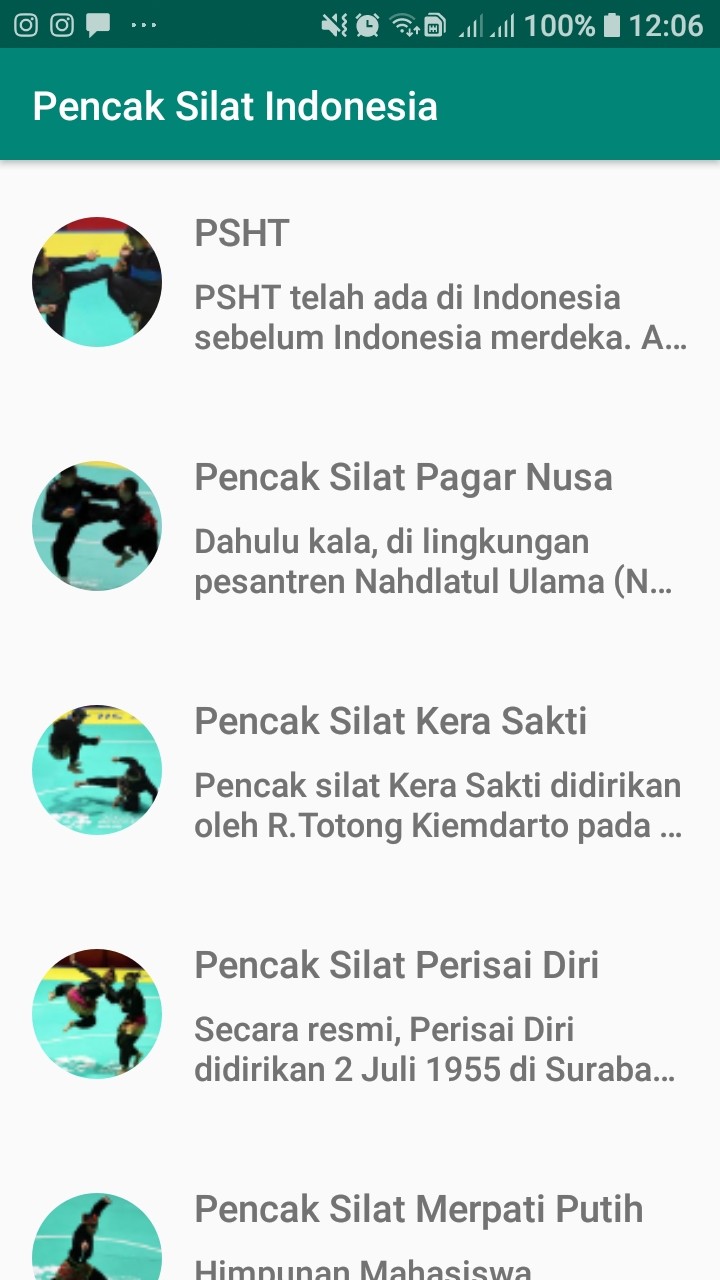 100% 12:06
Pencak Silat Indonesia
PSHT
PSHT telah ada di Indonesia
sebelum Indonesia merdeka. A...
Pencak Silat Pagar Nusa
Dahulu kala, di lingkungan
pesantren Nahdlatul Ulama (N...
Pencak Silat Kera Sakti
Pencak silat Kera Sakti didirikan
oleh R.Totong Kiemdarto pada ...
Pencak Silat Perisai Diri
Secara resmi, Perisai Diri
didirikan 2 Juli 1955 di Suraba...
Pencak Silat Merpati Putih
Himpunan Mahasiswa